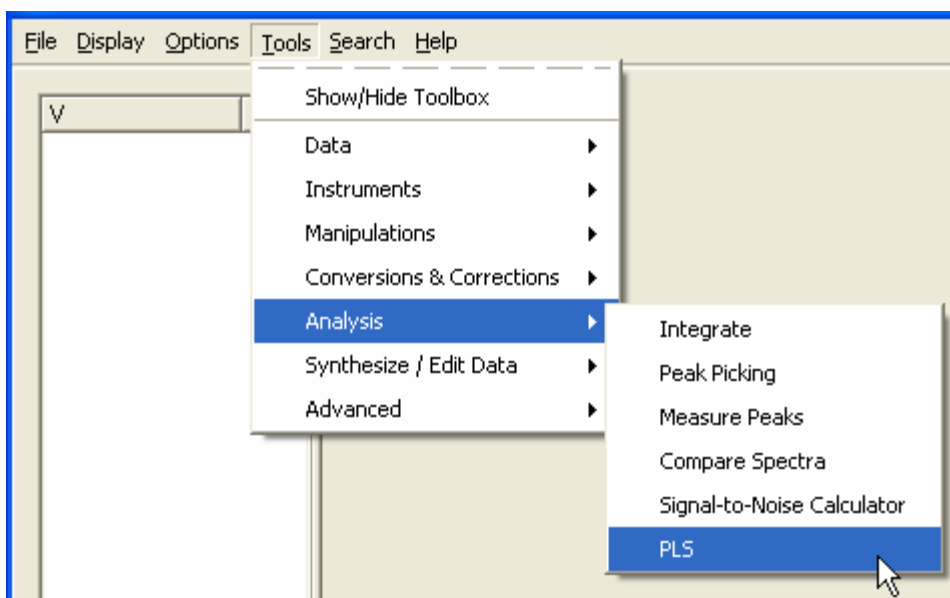 File Display Options Tools Search Help
V
Show/Hide Toolbox
Data
Instruments
Manipulations
Conversions & Corrections
Analysis
Synthesize / Edit Data
Advanced
Integrate
Peak Picking
Measure Peaks
Compare Spectra
Signal-to-Noise Calculator
PLS